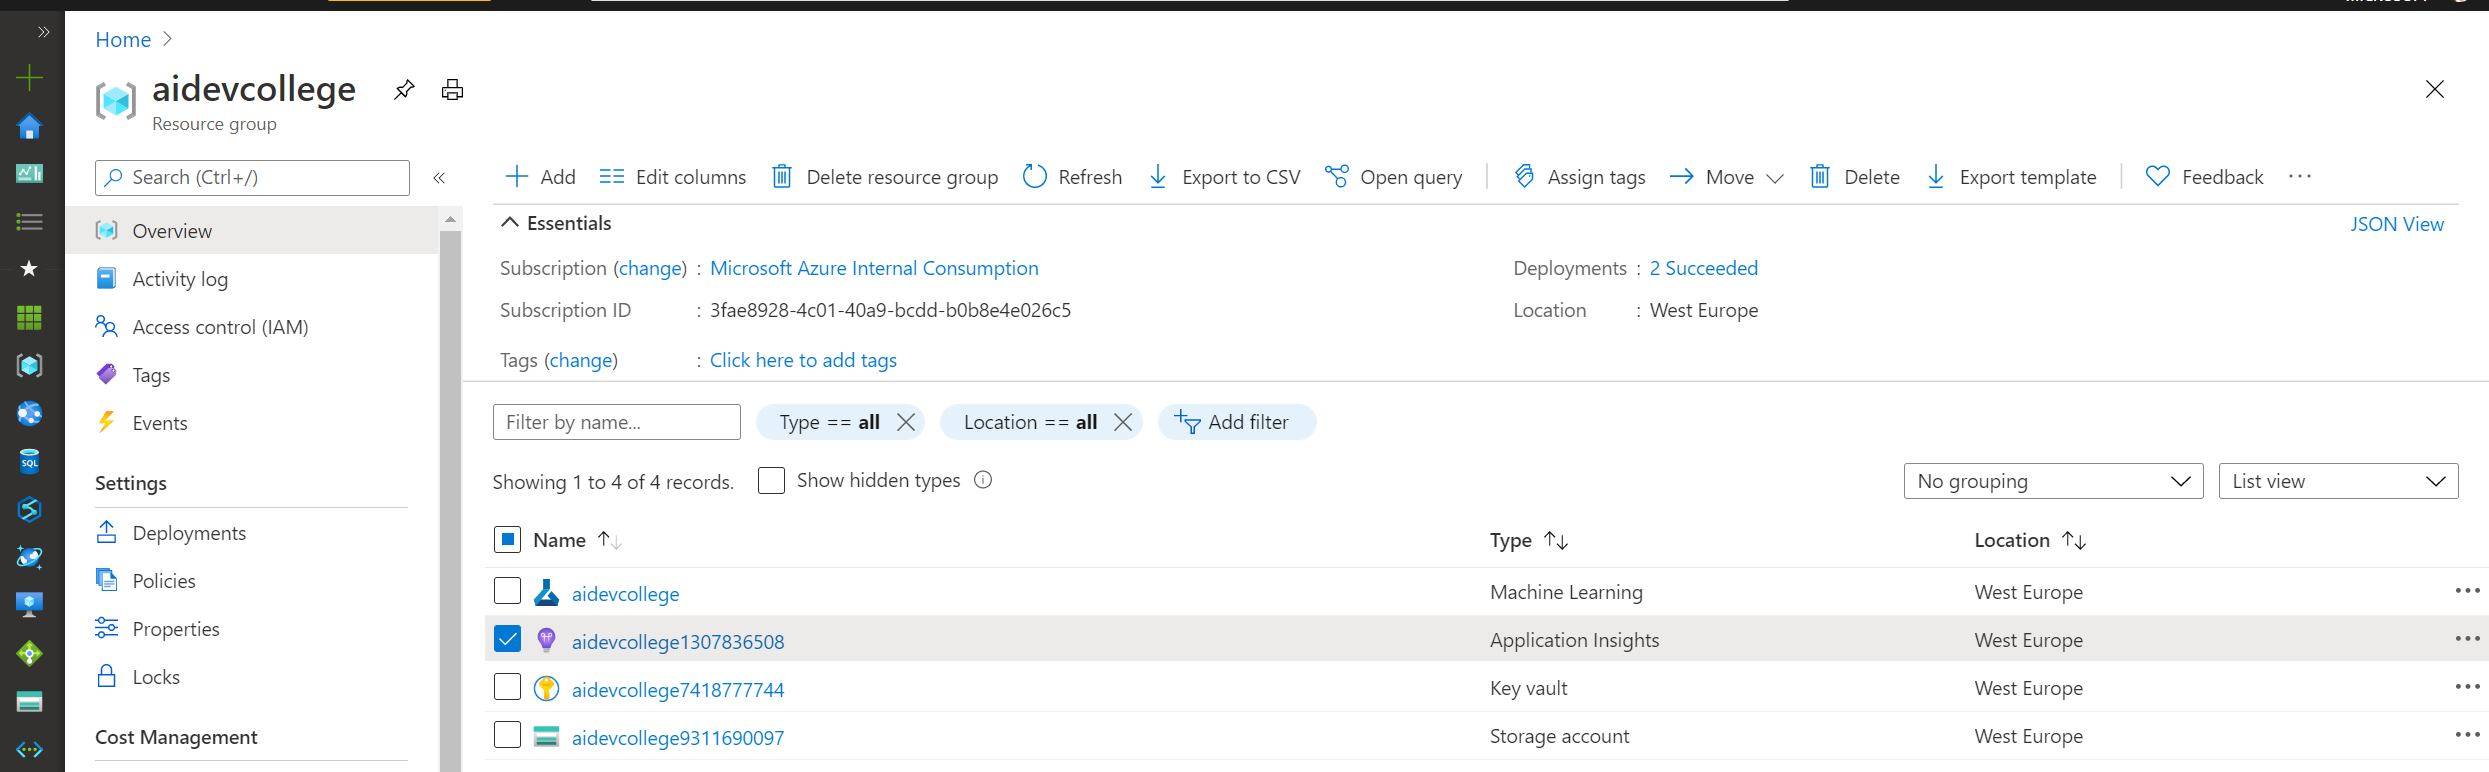 Home
aidevcollege
Resource group
Search (Ctrl+/)
Overview
Activity log
Access control (IAM)
Tags
Events
Settings
Deployments
Policies
Properties
Locks
Cost Management
SQL
Add Edit columns Delete resource group Refresh Export to CSV Open query Assign tags Move Delete Export template Feedback
Essentials
JSON View
Subscription (change) : Microsoft Azure Internal Consumption
Deployments : 2 Succeeded
Subscription ID : 3fae8928-4c01-40a9-bcdd-b0b8e4e026c5
Location : West Europe
Tags (change) : Click here to add tags
Filter by name... Type == all Location == all Add filter
Showing 1 to 4 of 4 records. Show hidden types
No grouping List view
Name Type Location
aidevcollege Machine Learning West Europe
aidevcollege1307836508 Application Insights West Europe
aidevcollege7418777744 Key vault West Europe
aidevcollege9311690097 Storage account West Europe